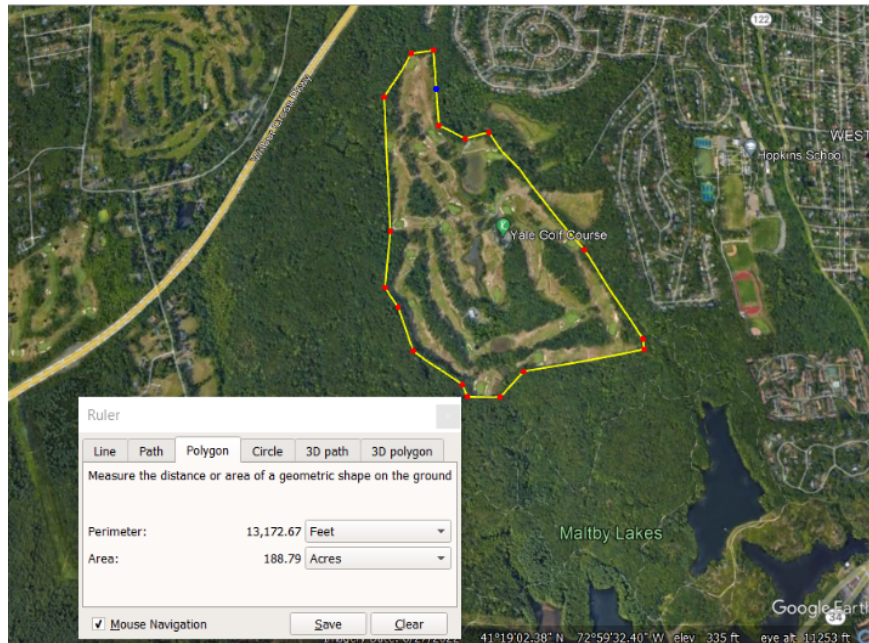 122
Wilbur Cross Pkwy
WEST
Hopkins Schoo
Yale Golf Course
Ruler
Line Path Polygon Circle 3D path 3D polygon
Measure the distance or area of a geometric shape on the ground
Perimeter: 13,172.67 Feet
Area: 188.79 Acres
Mouse Navigation Save Clear
Maltby Lakes
Google Earth
34
41°19'02.38" N 72°59'32.40" W elev 335 ft eye alt 11253 ft